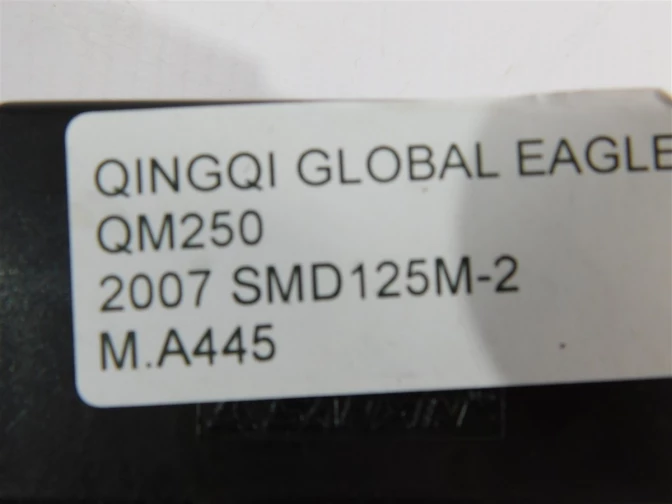 QINGQI GLOBAL EAGLE
QM250
2007 SMD125M-2
M.A445